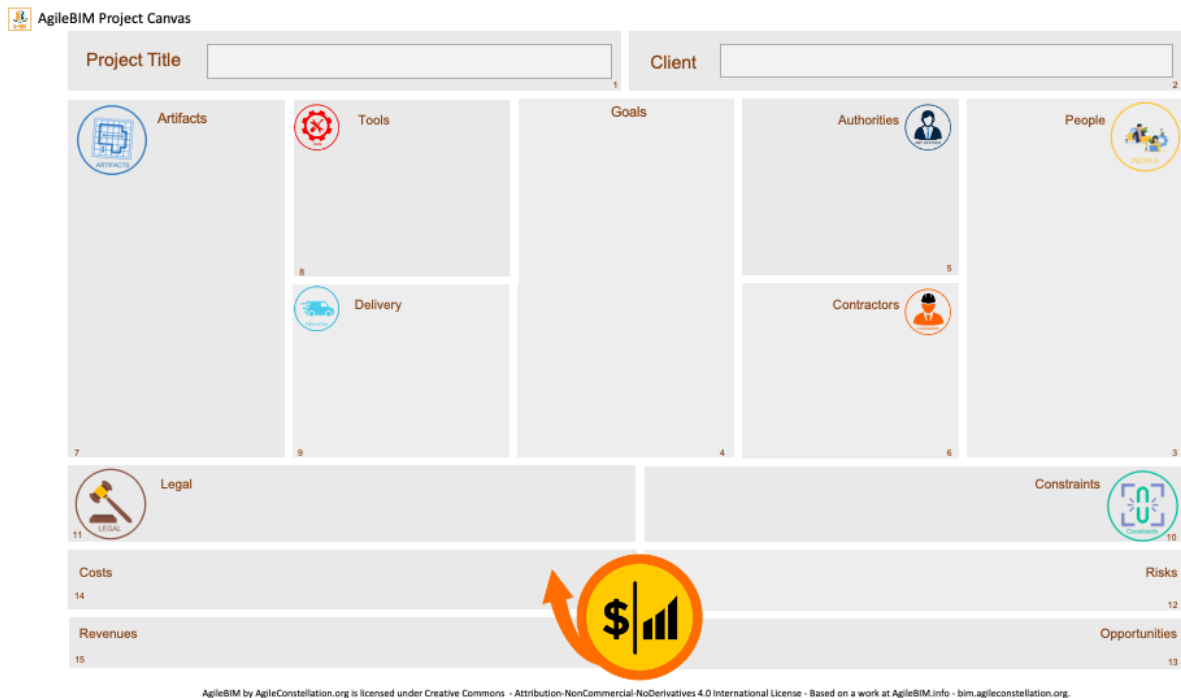 AgileBIM Project Canvas
Project Title
1
Client
2
Artifacts
ARTIFACTS
7
Tools
8
Delivery
9
Goals
4
Authorities
5
Contractors
6
People
PEOPLE
3
Legal
LEGAL
11
Constraints
Constraints
10
Costs
14
Risks
12
$
Revenues
15
Opportunities
13
AgileBIM by AgileConstellation.org is licensed under Creative Commons - Attribution-NonCommercial-NoDerivatives 4.0 International License - Based on a work at AgileBIM.info - bim.agileconstellation.org.